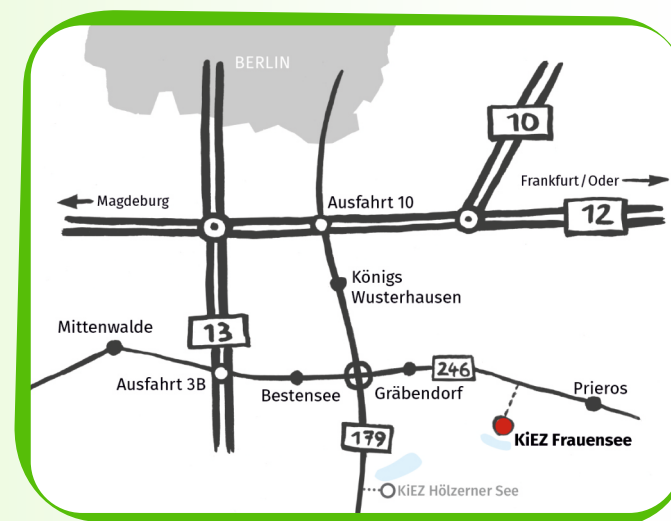 BERLIN
10
Magdeburg
Ausfahrt 10
Frankfurt/Oder
12
Königs
Wusterhausen
Mittenwalde
13
Ausfahrt 3B
Bestensee
Gräbendorf
246
Prieros
179
KiEZ Frauensee
KiEZ Hölzerner See